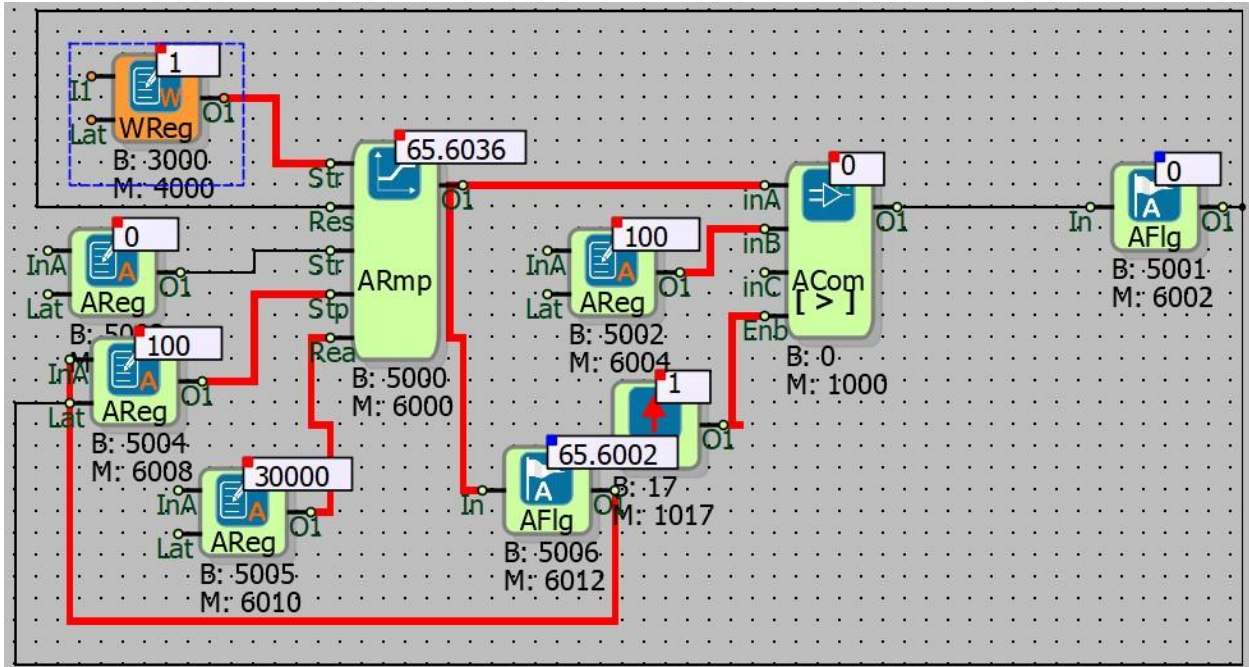 1
I1
W
O1
Lat
WReg
B: 3000
M: 4000
65.6036
Str
O1
Res
Str
ARmp
Stp
Rea
B: 5000
M: 6000
0
InA
A
O1
Lat
AReg
100
InA
A
O1
Lat
AReg
B: 5004
M: 6008
30000
InA
A
O1
Lat
AReg
B: 5005
M: 6010
100
InA
A
O1
Lat
AReg
B: 5002
M: 6004
0
inA
O1
inB
inC
ACom
[ > ]
Enb
B: 0
M: 1000
0
In
A
O1
AFlg
B: 5001
M: 6002
1
O1
B: 17
M: 1017
65.6002
In
A
AFlg
B: 5006
M: 6012